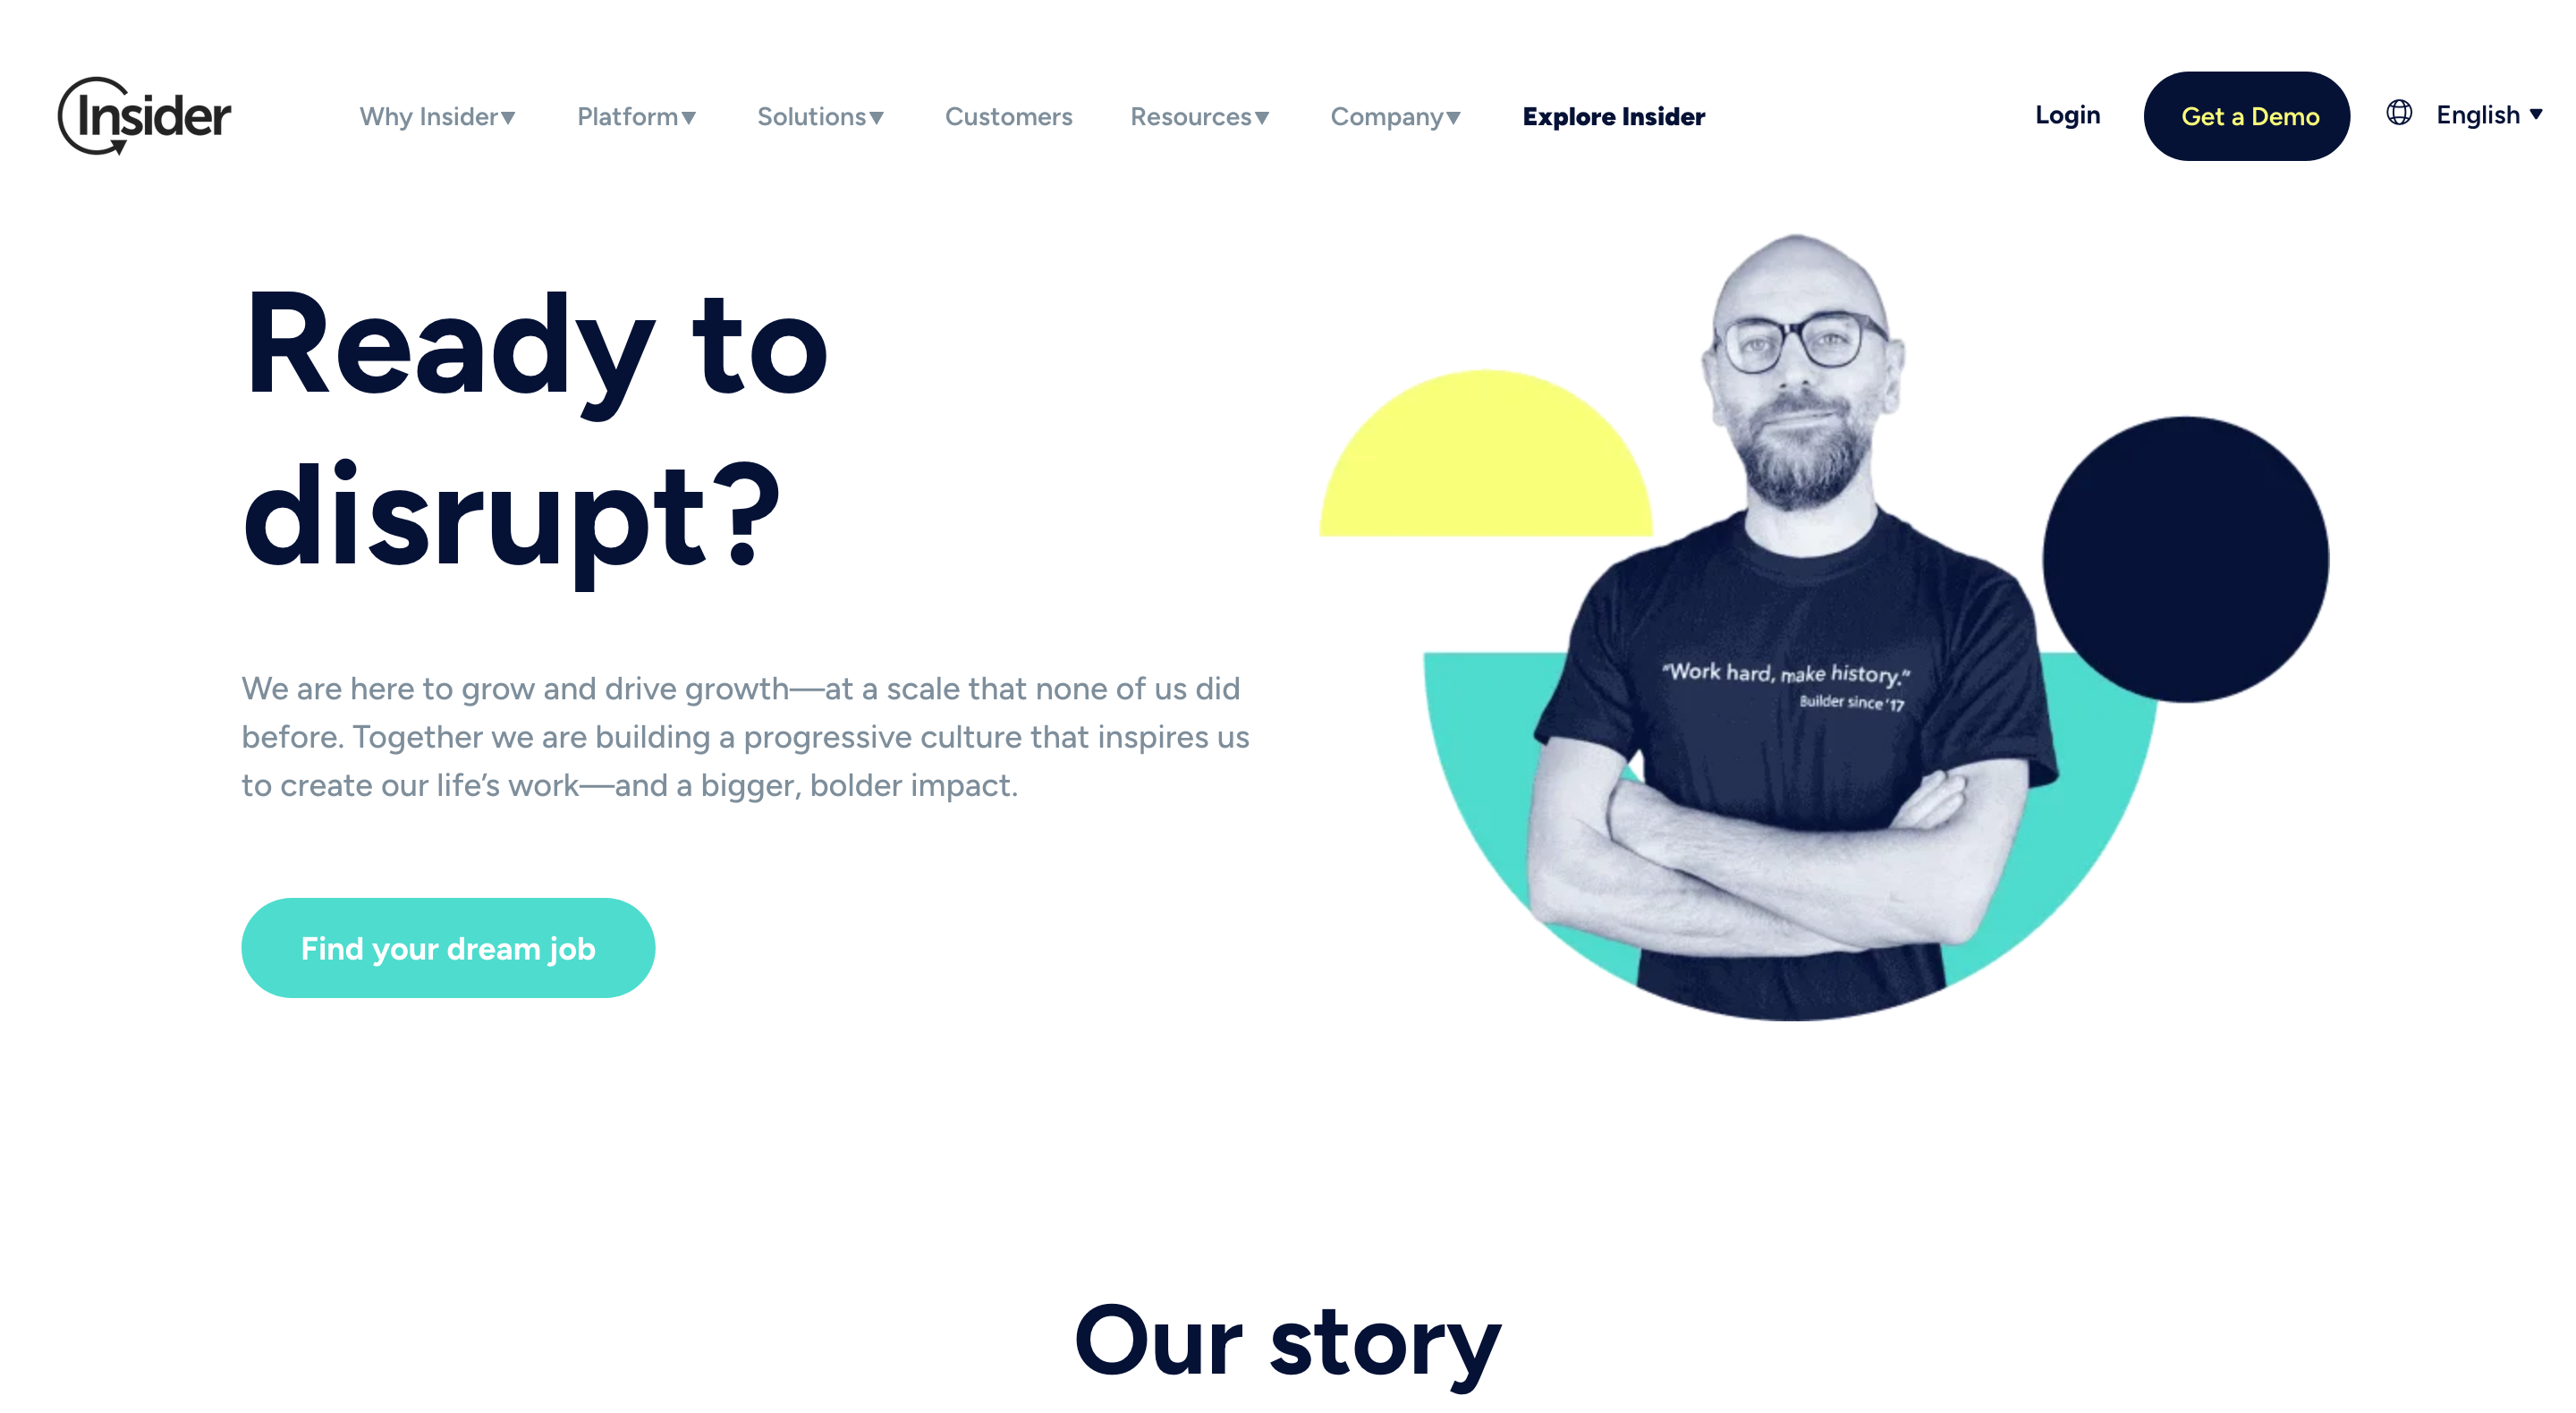 Insider
Why Insider
Platform
Solutions
Customers
Resources
Company
Explore Insider
Login
Get a Demo
English
Ready to
disrupt?
We are here to grow and drive growth—at a scale that none of us did
before. Together we are building a progressive culture that inspires us
to create our life’s work—and a bigger, bolder impact.
Find your dream job
“Work hard, make history.”
Builder since ‘17
Our story